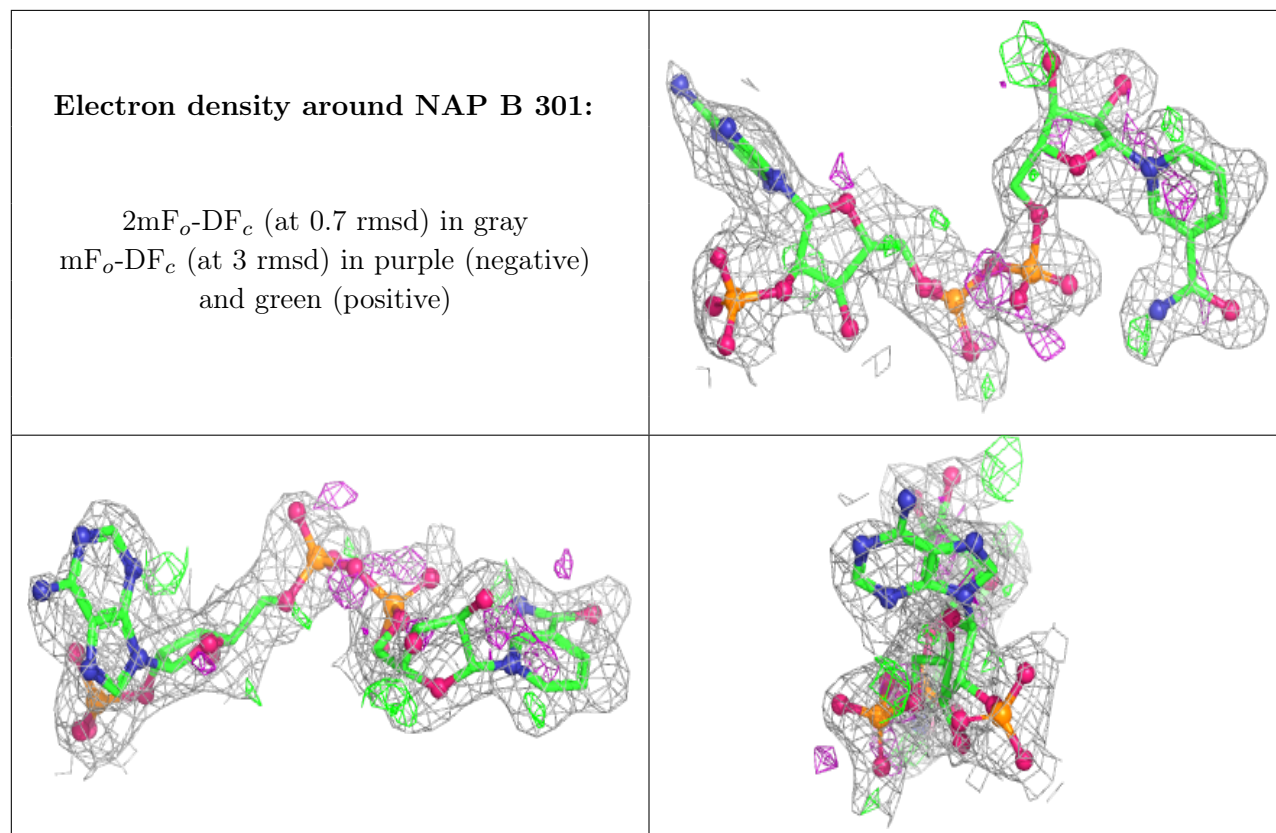 Electron density around NAP B 301:
2mFₒ-DF𝒸 (at 0.7 rmsd) in gray
mFₒ-DF𝒸 (at 3 rmsd) in purple (negative)
and green (positive)